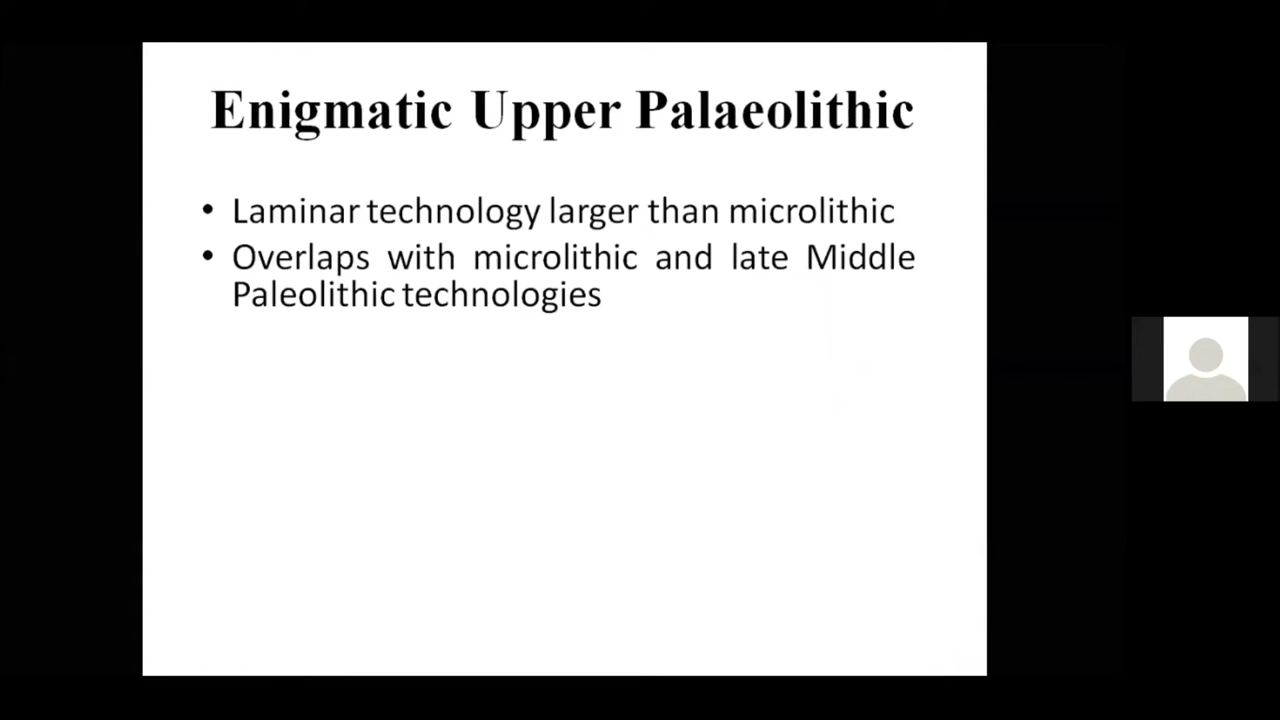 Enigmatic Upper Palaeolithic
• Laminar technology larger than microlithic
• Overlaps with microlithic and late Middle
Paleolithic technologies